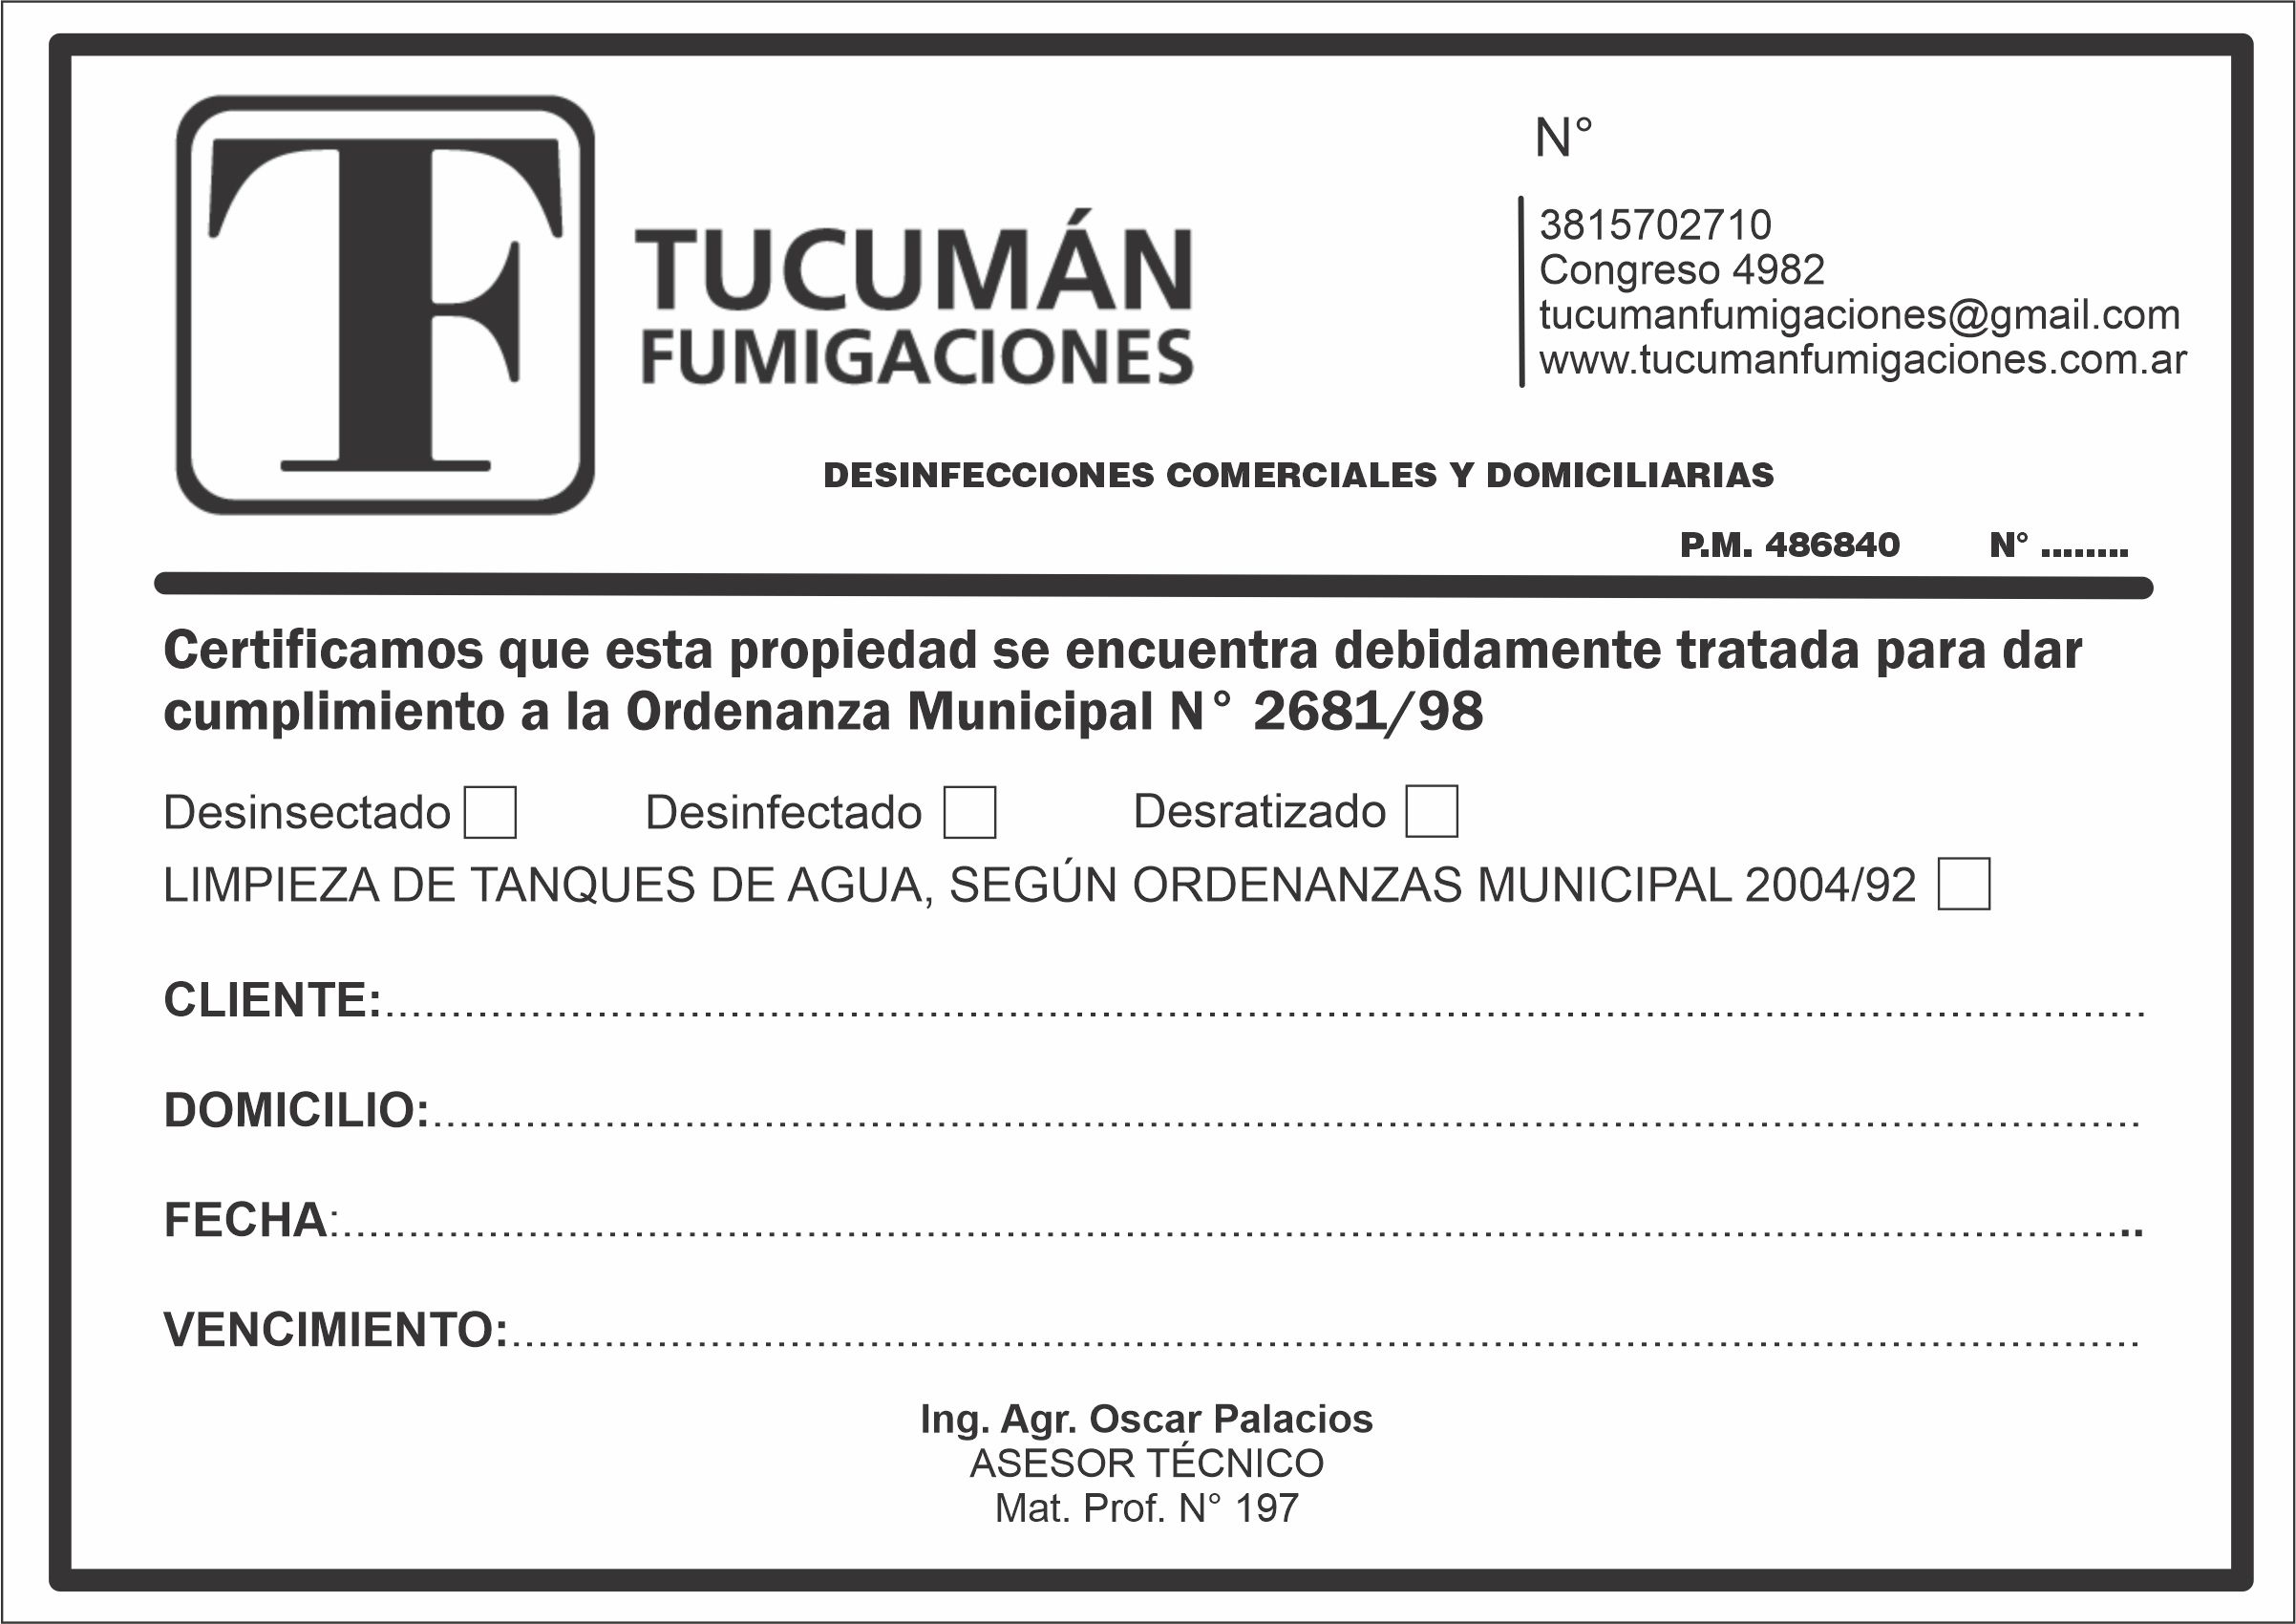 TF
TUCUMÁN
FUMIGACIONES
N°
3815702710
Congreso 4982
tucumanfumigaciones@gmail.com
www.tucumanfumigaciones.com.ar
DESINFECCIONES COMERCIALES Y DOMICILIARIAS
P.M. 486840 N° ........
Certificamos que esta propiedad se encuentra debidamente tratada para dar
cumplimiento a la Ordenanza Municipal N° 2681/98
Desinsectado Desinfectado Desratizado
LIMPIEZA DE TANQUES DE AGUA, SEGÚN ORDENANZAS MUNICIPAL 2004/92
CLIENTE:
DOMICILIO:
FECHA:
VENCIMIENTO:
Ing. Agr. Oscar Palacios
ASESOR TÉCNICO
Mat. Prof. N° 197